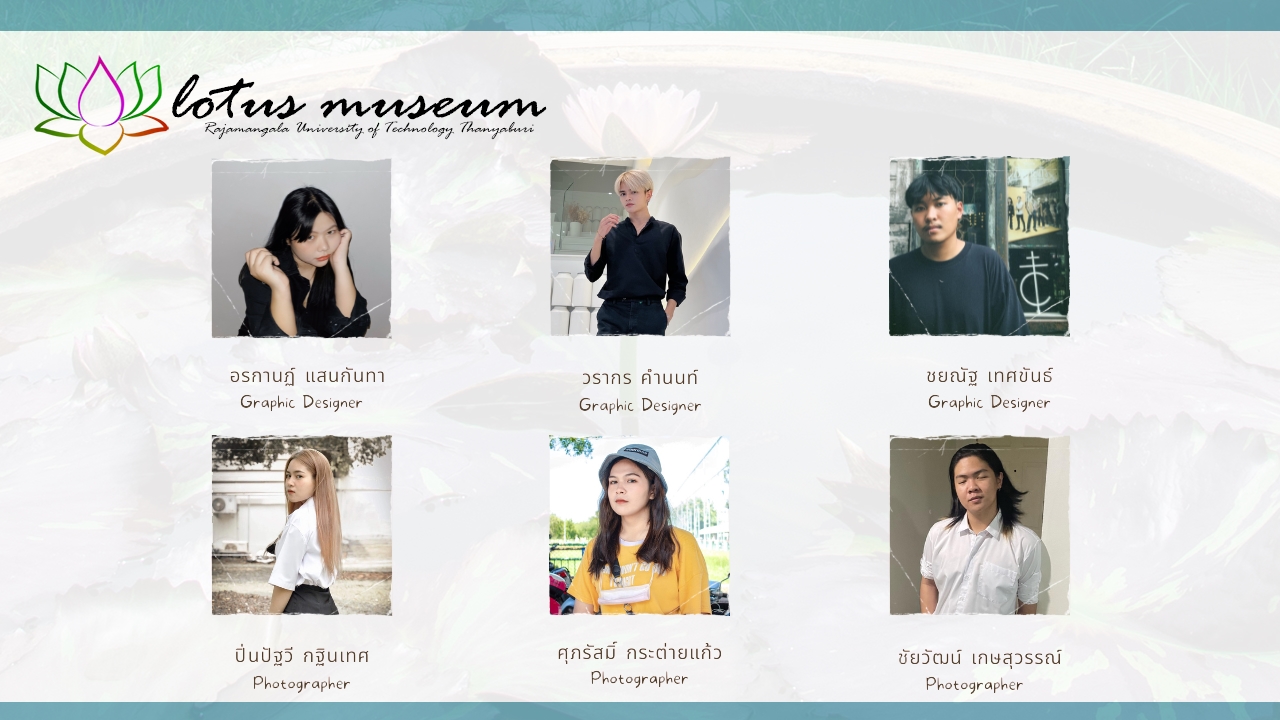 lotus museum
Rajamangala University of Technology Thanyaburi
อรกานฎ์ แสนกันทา
Graphic Designer
วรากร คำนนท์
Graphic Designer
ชยณัฐ เทศขันธ์
Graphic Designer
ปิ่นปัฐวี กฐินเทศ
Photographer
ศุภรัสมิ์ กระต่ายแก้ว
Photographer
ชัยวัฒน์ เกษสุวรรณ์
Photographer